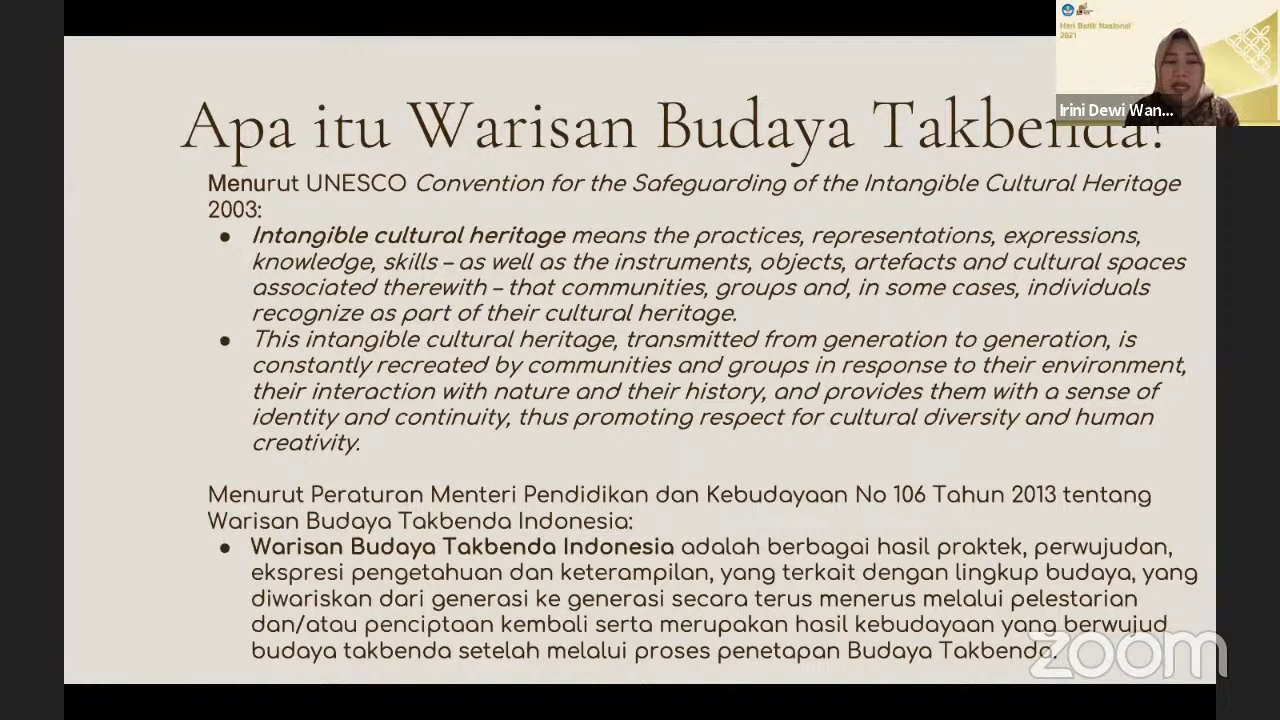 Hari Batik Nasional
2021
Irini Dewi Wan...
Apa itu Warisan Budaya Takbenda?
Menurut UNESCO Convention for the Safeguarding of the Intangible Cultural Heritage
2003:
● Intangible cultural heritage means the practices, representations, expressions,
knowledge, skills – as well as the instruments, objects, artefacts and cultural spaces
associated therewith – that communities, groups and, in some cases, individuals
recognize as part of their cultural heritage.
● This intangible cultural heritage, transmitted from generation to generation, is
constantly recreated by communities and groups in response to their environment,
their interaction with nature and their history, and provides them with a sense of
identity and continuity, thus promoting respect for cultural diversity and human
creativity.
Menurut Peraturan Menteri Pendidikan dan Kebudayaan No 106 Tahun 2013 tentang
Warisan Budaya Takbenda Indonesia:
● Warisan Budaya Takbenda Indonesia adalah berbagai hasil praktek, perwujudan,
ekspresi pengetahuan dan keterampilan, yang terkait dengan lingkup budaya, yang
diwariskan dari generasi ke generasi secara terus menerus melalui pelestarian
dan/atau penciptaan kembali serta merupakan hasil kebudayaan yang berwujud
budaya takbenda setelah melalui proses penetapan Budaya Takbenda.
zoom